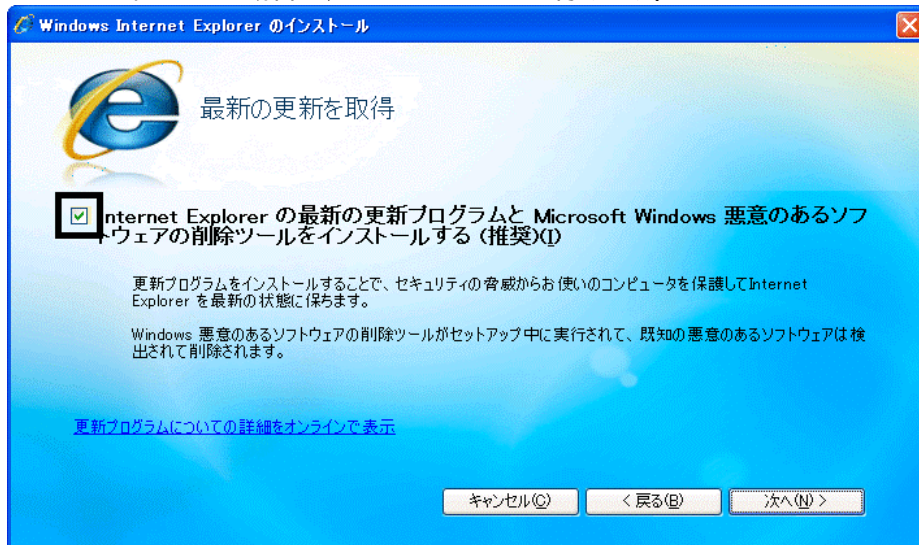 Windows Internet Explorer のインストール
最新の更新を取得
nternet Explorer の最新の更新プログラムと Microsoft Windows 悪意のあるソフ
トウェアの削除ツールをインストールする (推奨)(I)
更新プログラムをインストールすることで、セキュリティの脅威からお使いのコンピュータを保護してInternet
Explorer を最新の状態に保ちます。
Windows 悪意のあるソフトウェアの削除ツールがセットアップ中に実行されて、既知の悪意のあるソフトウェアは検
出されて削除されます。
更新プログラムについての詳細をオンラインで表示
キャンセル(C)
< 戻る(B)
次へ(N) >